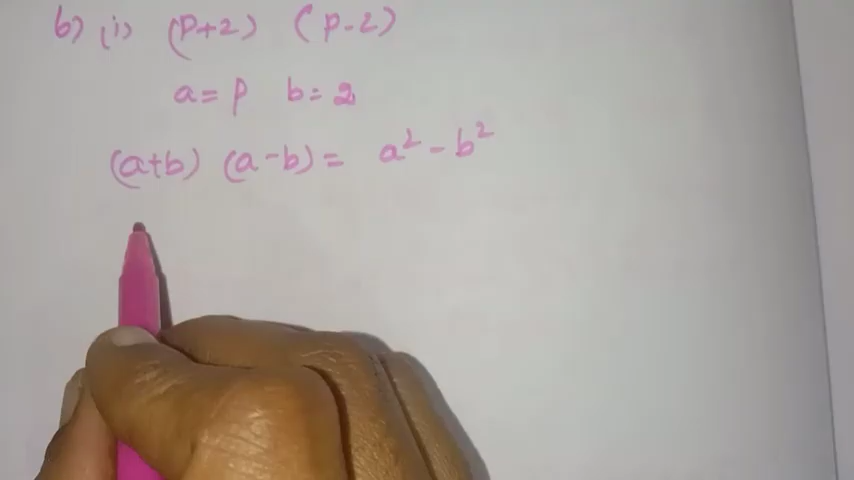 b) (i) (P+2) (P-2)
a = P b = 2
(a+b) (a-b) = a² - b²